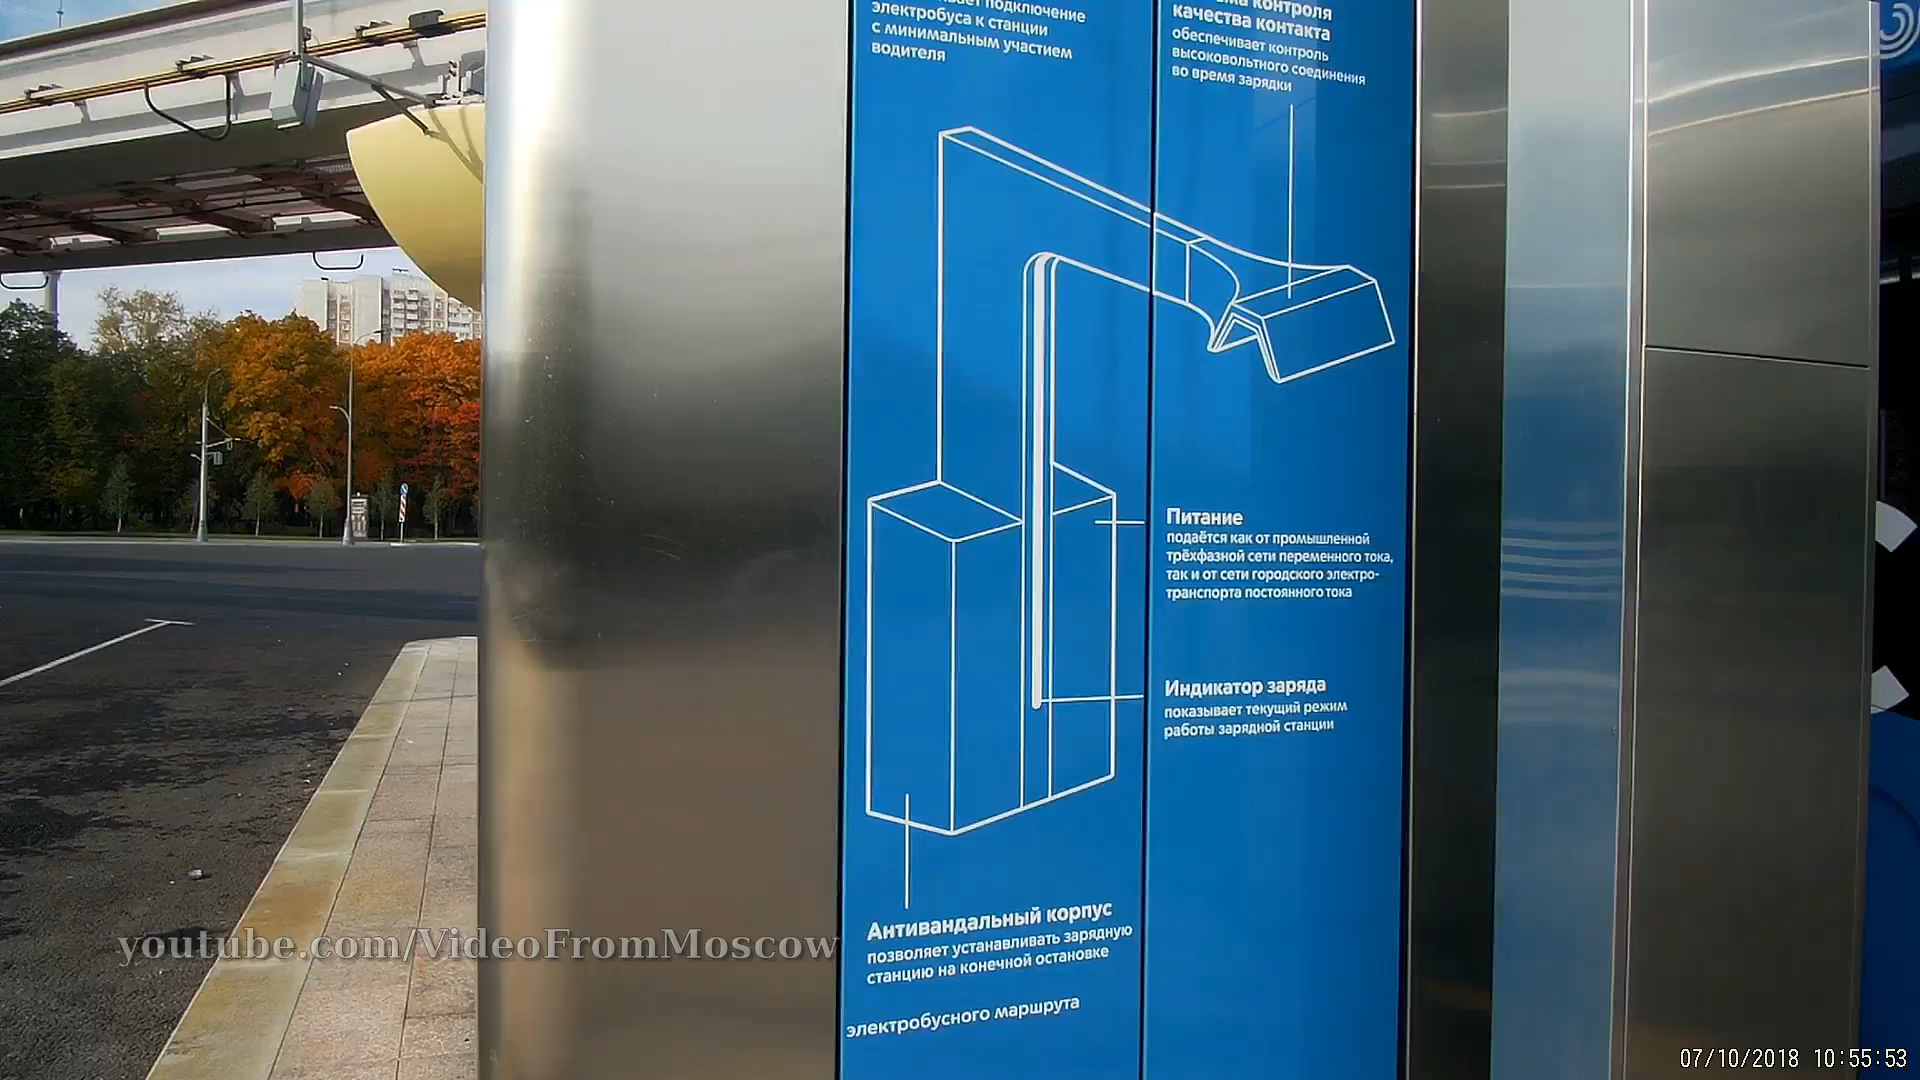 подключение
электробуса к станции
с минимальным участием
водителя
контроля
качества контакта
обеспечивает контроль
высоковольтного соединения
во время зарядки
Питание
подаётся как от промышленной
трёхфазной сети переменного тока,
так и от сети городского электро-
транспорта постоянного тока
Индикатор заряда
показывает текущий режим
работы зарядной станции
Антивандальный корпус
позволяет устанавливать зарядную
станцию на конечной остановке
электробусного маршрута
youtube.com/VideoFromMoscow
07/10/2018 10:55:53